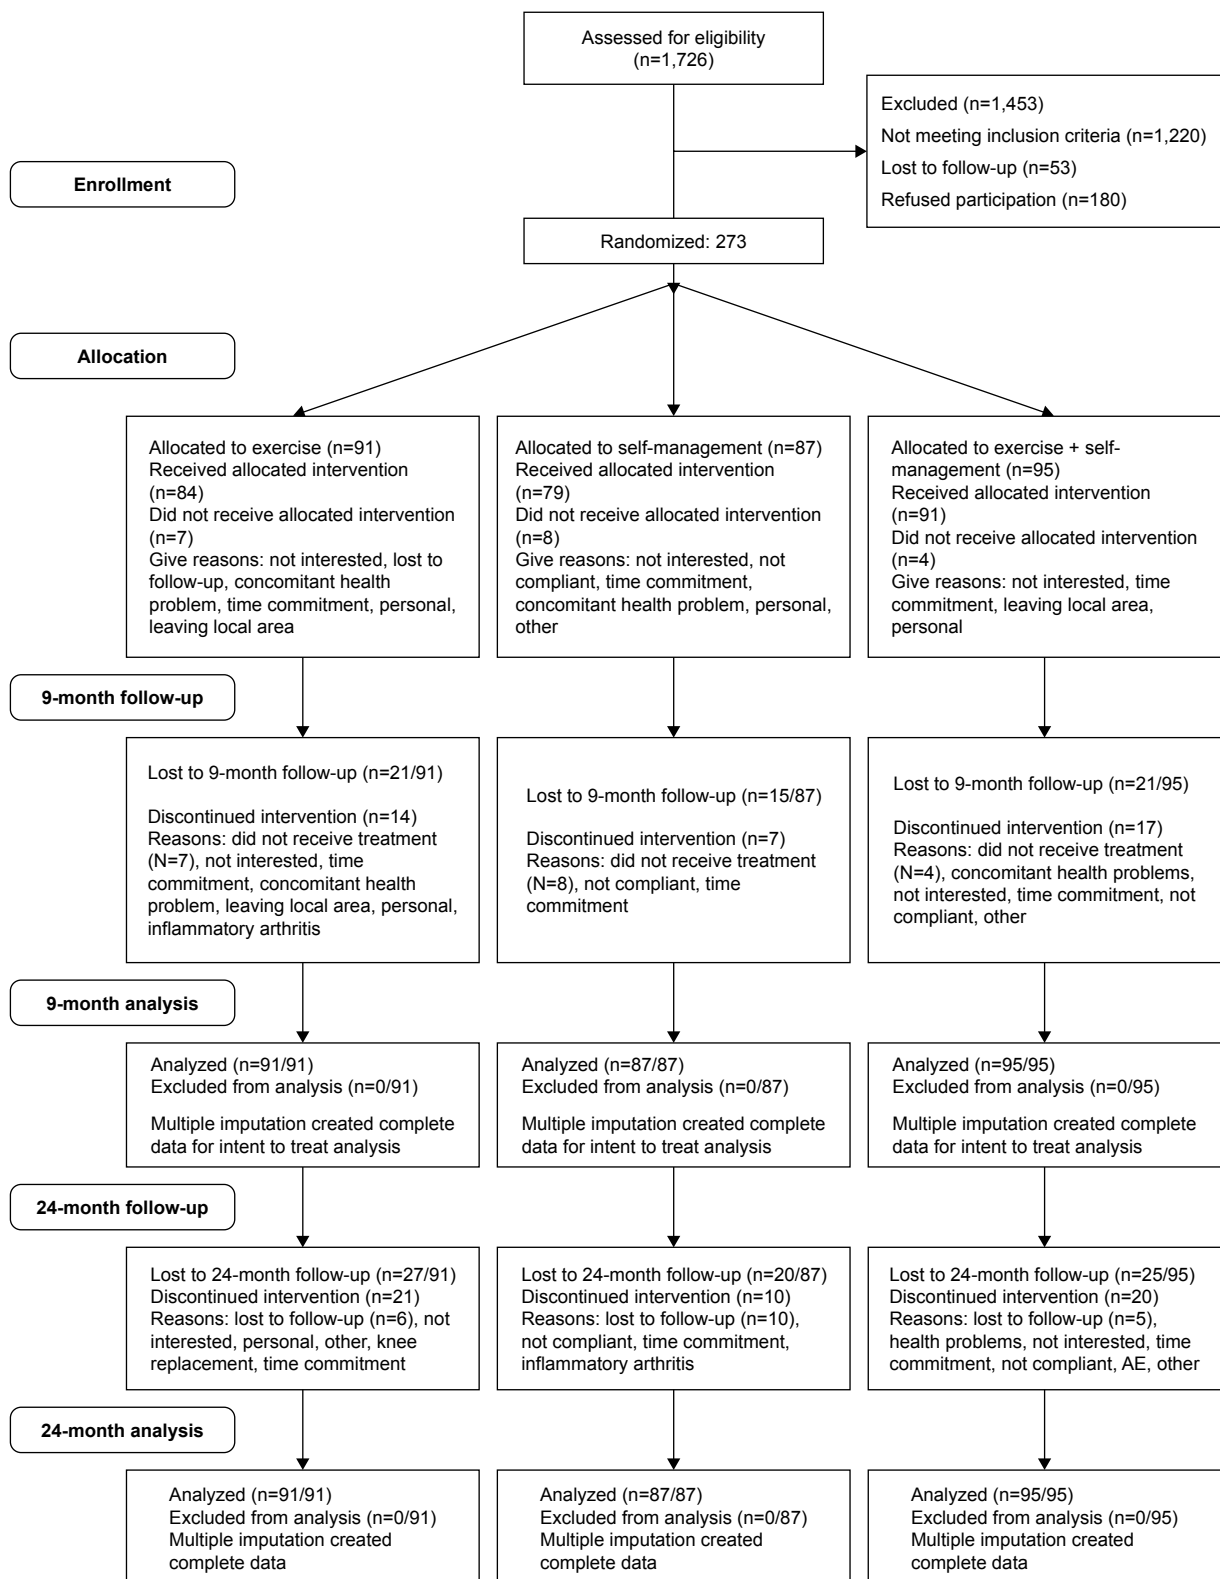 Assessed for eligibility
(n=1,726)
Excluded (n=1,453)
Not meeting inclusion criteria (n=1,220)
Lost to follow-up (n=53)
Refused participation (n=180)
Enrollment
Randomized: 273
Allocation
Allocated to exercise (n=91)
Received allocated intervention
(n=84)
Did not receive allocated intervention
(n=7)
Give reasons: not interested, lost to
follow-up, concomitant health
problem, time commitment, personal,
leaving local area
Allocated to self-management (n=87)
Received allocated intervention
(n=79)
Did not receive allocated intervention
(n=8)
Give reasons: not interested, not
compliant, time commitment,
concomitant health problem, personal,
other
Allocated to exercise + self-
management (n=95)
Received allocated intervention
(n=91)
Did not receive allocated intervention
(n=4)
Give reasons: not interested, time
commitment, leaving local area,
personal
9-month follow-up
Lost to 9-month follow-up (n=21/91)
Discontinued intervention (n=14)
Reasons: did not receive treatment
(N=7), not interested, time
commitment, concomitant health
problem, leaving local area, personal,
inflammatory arthritis
Lost to 9-month follow-up (n=15/87)
Discontinued intervention (n=7)
Reasons: did not receive treatment
(N=8), not compliant, time
commitment
Lost to 9-month follow-up (n=21/95)
Discontinued intervention (n=17)
Reasons: did not receive treatment
(N=4), concomitant health problems,
not interested, time commitment, not
compliant, other
9-month analysis
Analyzed (n=91/91)
Excluded from analysis (n=0/91)
Multiple imputation created complete
data for intent to treat analysis
Analyzed (n=87/87)
Excluded from analysis (n=0/87)
Multiple imputation created complete
data for intent to treat analysis
Analyzed (n=95/95)
Excluded from analysis (n=0/95)
Multiple imputation created complete
data for intent to treat analysis
24-month follow-up
Lost to 24-month follow-up (n=27/91)
Discontinued intervention (n=21)
Reasons: lost to follow-up (n=6), not
interested, personal, other, knee
replacement, time commitment
Lost to 24-month follow-up (n=20/87)
Discontinued intervention (n=10)
Reasons: lost to follow-up (n=10),
not compliant, time commitment,
inflammatory arthritis
Lost to 24-month follow-up (n=25/95)
Discontinued intervention (n=20)
Reasons: lost to follow-up (n=5),
health problems, not interested, time
commitment, not compliant, AE, other
24-month analysis
Analyzed (n=91/91)
Excluded from analysis (n=0/91)
Multiple imputation created
complete data
Analyzed (n=87/87)
Excluded from analysis (n=0/87)
Multiple imputation created
complete data
Analyzed (n=95/95)
Excluded from analysis (n=0/95)
Multiple imputation created
complete data